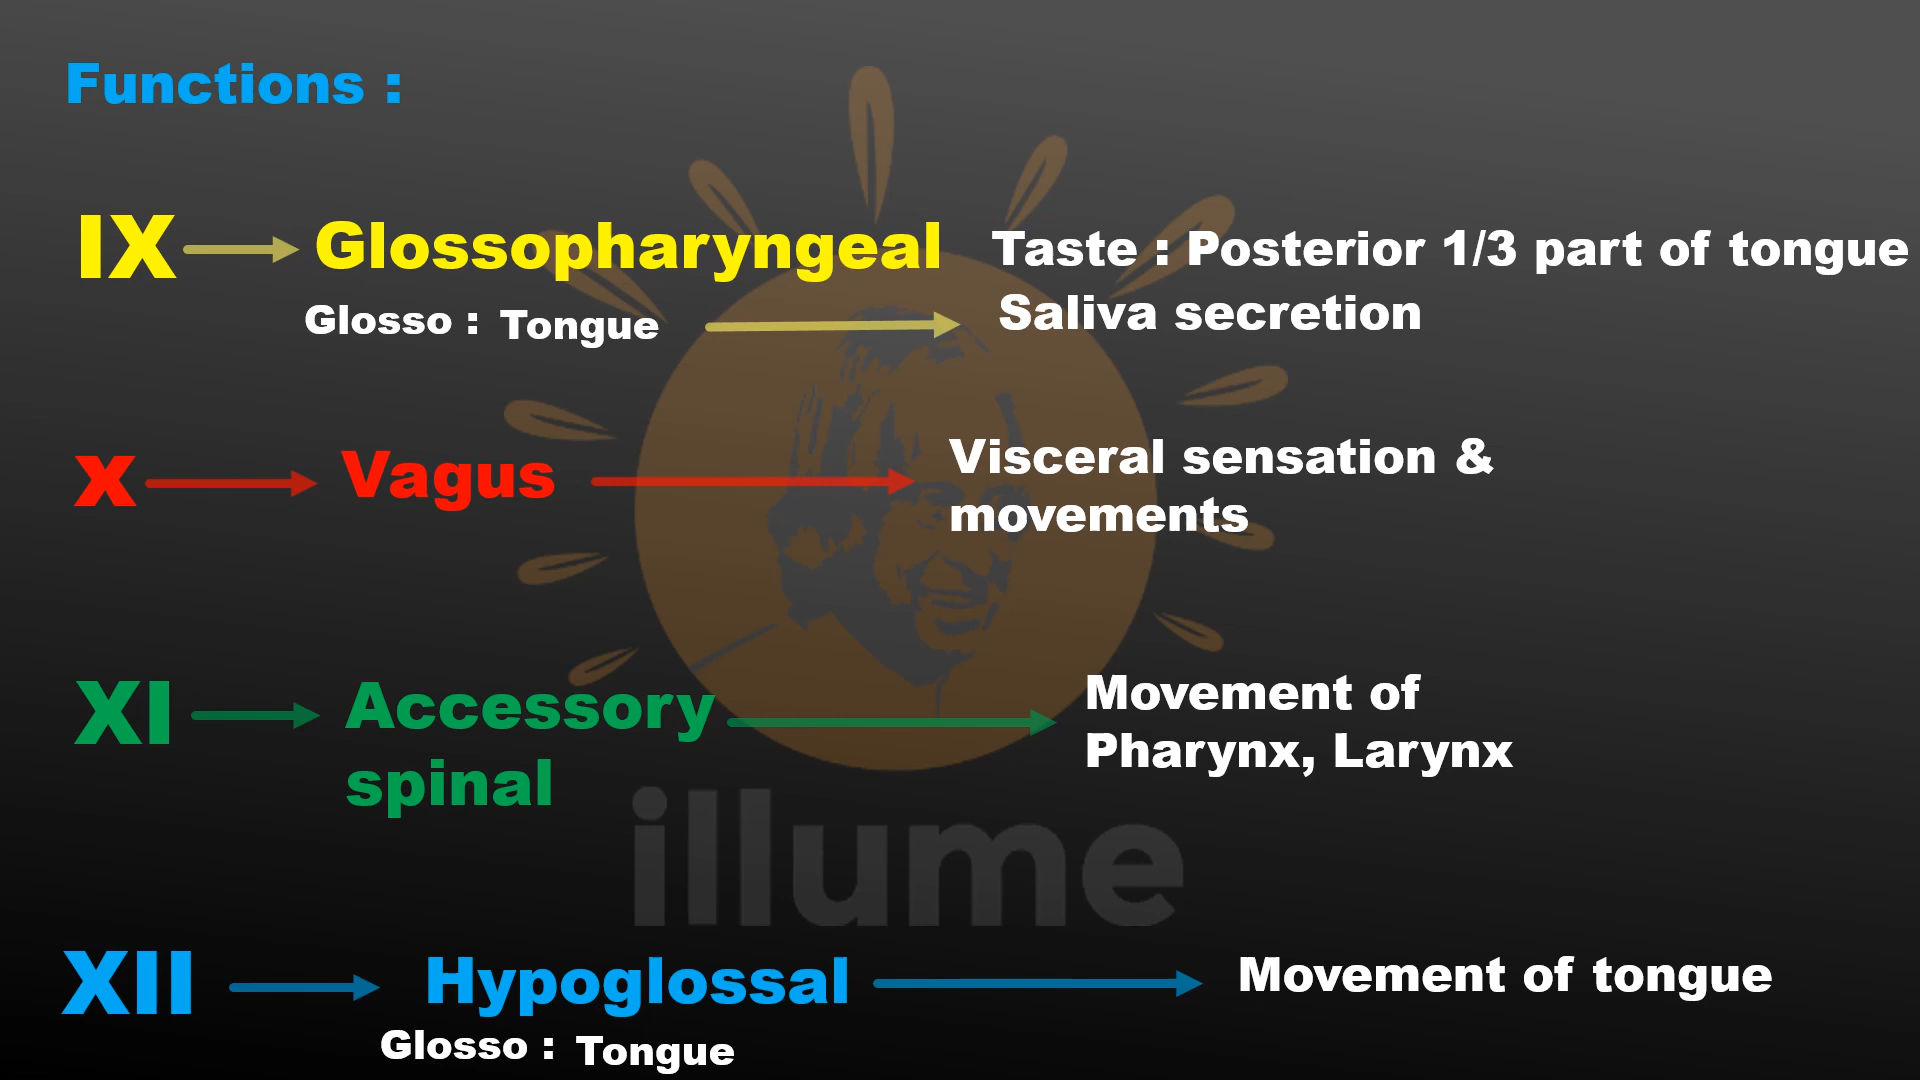 Functions :
IX Glossopharyngeal Taste : Posterior 1/3 part of tongue
Glosso : Tongue Saliva secretion
X Vagus Visceral sensation &
movements
XI Accessory Movement of
spinal Pharynx, Larynx
illume
XII Hypoglossal Movement of tongue
Glosso : Tongue